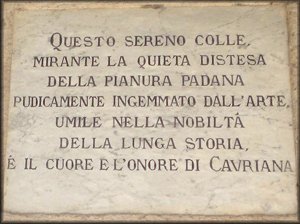 QUESTO SERENO COLLE,
MIRANTE LA QUIETA DISTESA
DELLA PIANURA PADANA
PUDICAMENTE INGEMMATO DALL'ARTE,
UMILE NELLA NOBILTÁ
DELLA LUNGA STORIA,
É IL CUORE E L'ONORE DI CAVRIANA